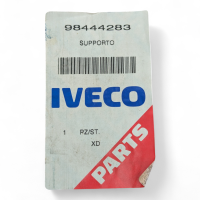 98444283
SUPPORTO
IVECO
1 PZ/ST.
XD
PARTS